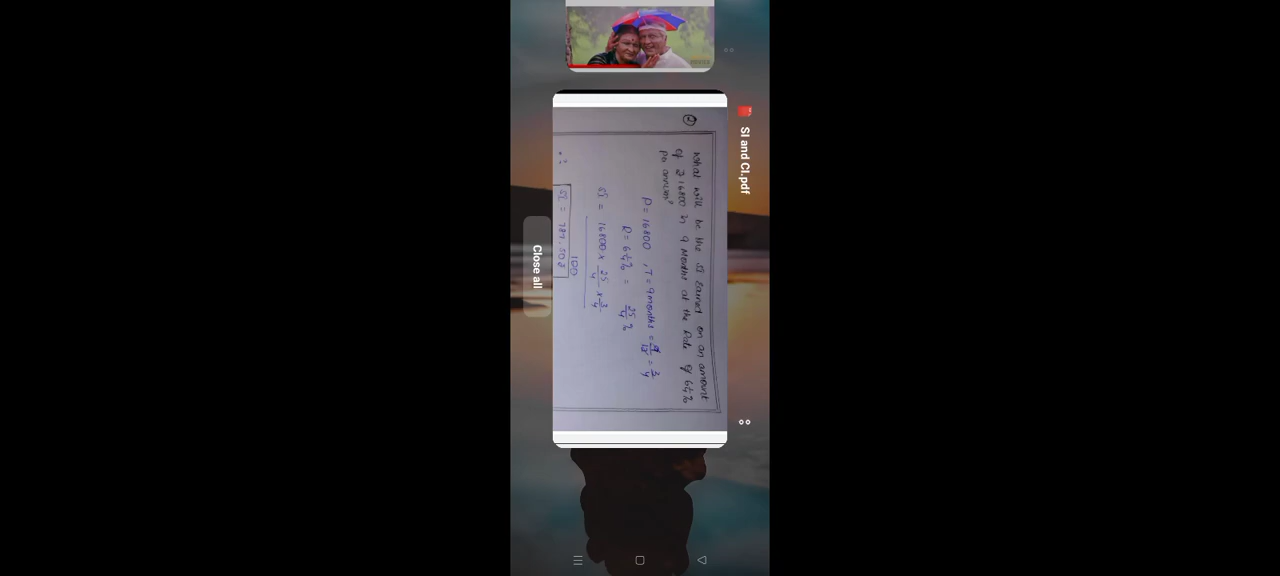 SI and CI.pdf
②
What will be the SI earned on an amount
of ₹ 16800 in 9 Months at the Rate of 6¼%
per annum?
P = 16800 , T = 9 months = 9/12 = 3/4
R = 6¼% = 25/4 %
SI = 16800 × 25/4 × 3/4
100
∴ SI = 787.50 ₹
Close all